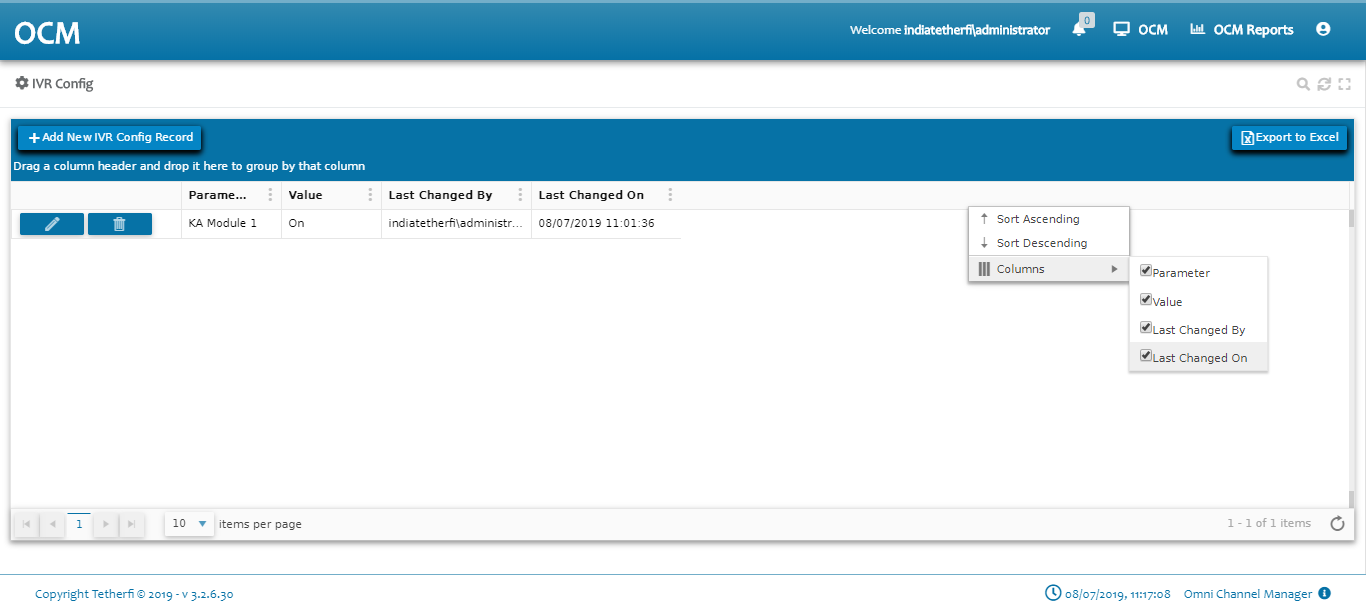 OCM
Welcome indiatetherfi\administrator
0
OCM
OCM Reports
IVR Config
Add New IVR Config Record
Export to Excel
Drag a column header and drop it here to group by that column
Parame... Value Last Changed By Last Changed On
KA Module 1 On indiatetherfi\administr... 08/07/2019 11:01:36
Sort Ascending
Sort Descending
Columns
Parameter
Value
Last Changed By
Last Changed On
1 10 items per page 1 - 1 of 1 items
Copyright Tetherfi © 2019 - v 3.2.6.30 08/07/2019, 11:17:08 Omni Channel Manager